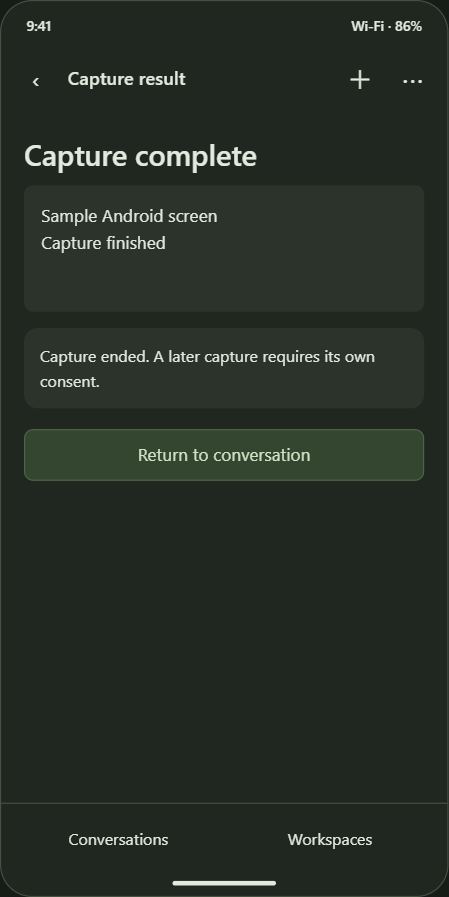 9:41
Wi-Fi · 86%
‹ Capture result + ...
Capture complete
Sample Android screen
Capture finished
Capture ended. A later capture requires its own
consent.
Return to conversation
Conversations
Workspaces